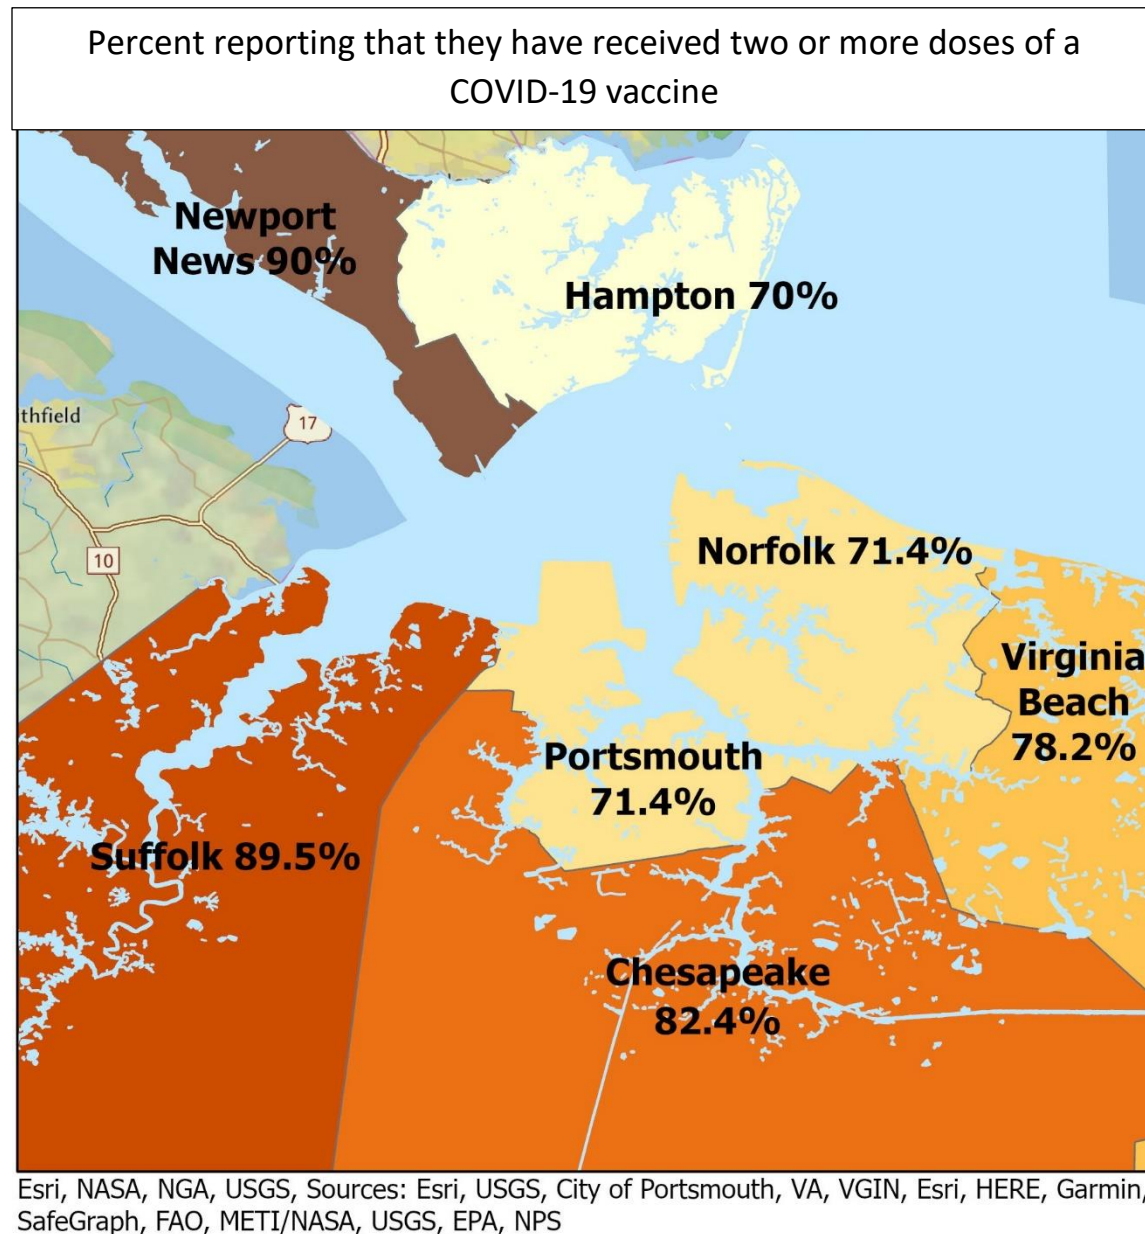 Percent reporting that they have received two or more doses of a
COVID-19 vaccine
Newport
News 90%
Hampton 70%
thfield
17
10
Norfolk 71.4%
Virginia
Beach
78.2%
Portsmouth
71.4%
Suffolk 89.5%
Chesapeake
82.4%
Esri, NASA, NGA, USGS, Sources: Esri, USGS, City of Portsmouth, VA, VGIN, Esri, HERE, Garmin,
SafeGraph, FAO, METI/NASA, USGS, EPA, NPS